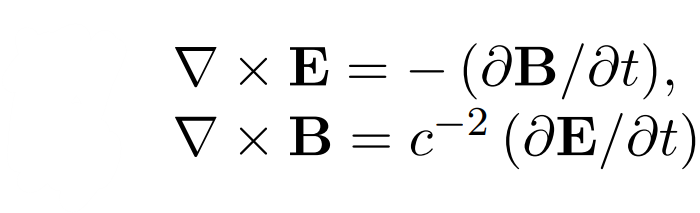 ∇ × 𝐄 = − (∂𝐁/∂t),
∇ × 𝐁 = c⁻² (∂𝐄/∂t)